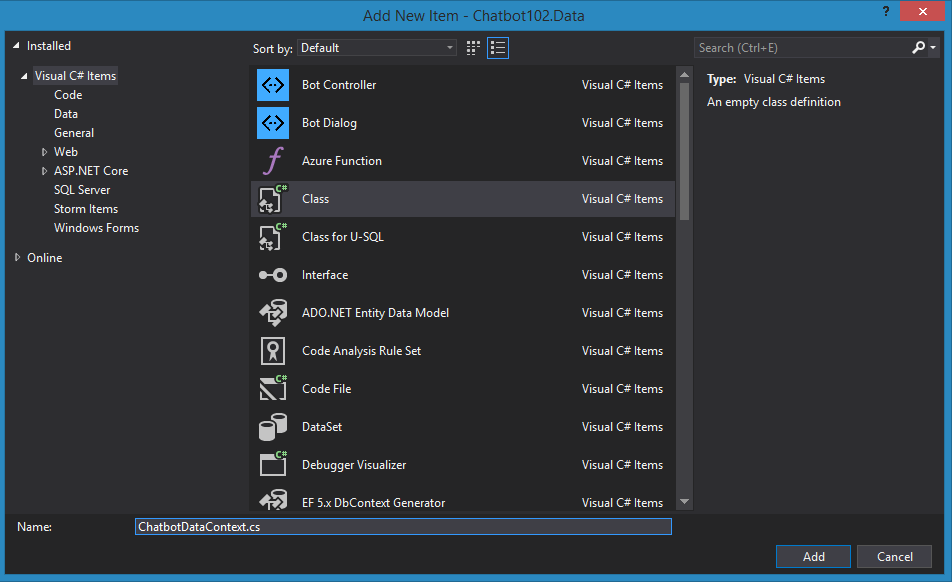 Add New Item - Chatbot102.Data
?
Installed
Sort by: Default
Search (Ctrl+E)
Visual C# Items
Code
Data
General
Web
ASP.NET Core
SQL Server
Storm Items
Windows Forms
Online
Bot Controller Visual C# Items
Bot Dialog Visual C# Items
Azure Function Visual C# Items
C# Class Visual C# Items
C# Class for U-SQL Visual C# Items
Interface Visual C# Items
ADO.NET Entity Data Model Visual C# Items
Code Analysis Rule Set Visual C# Items
C# Code File Visual C# Items
DataSet Visual C# Items
C# Debugger Visualizer Visual C# Items
EF 5.x DbContext Generator Visual C# Items
Type: Visual C# Items
An empty class definition
Name: ChatbotDataContext.cs
Add Cancel